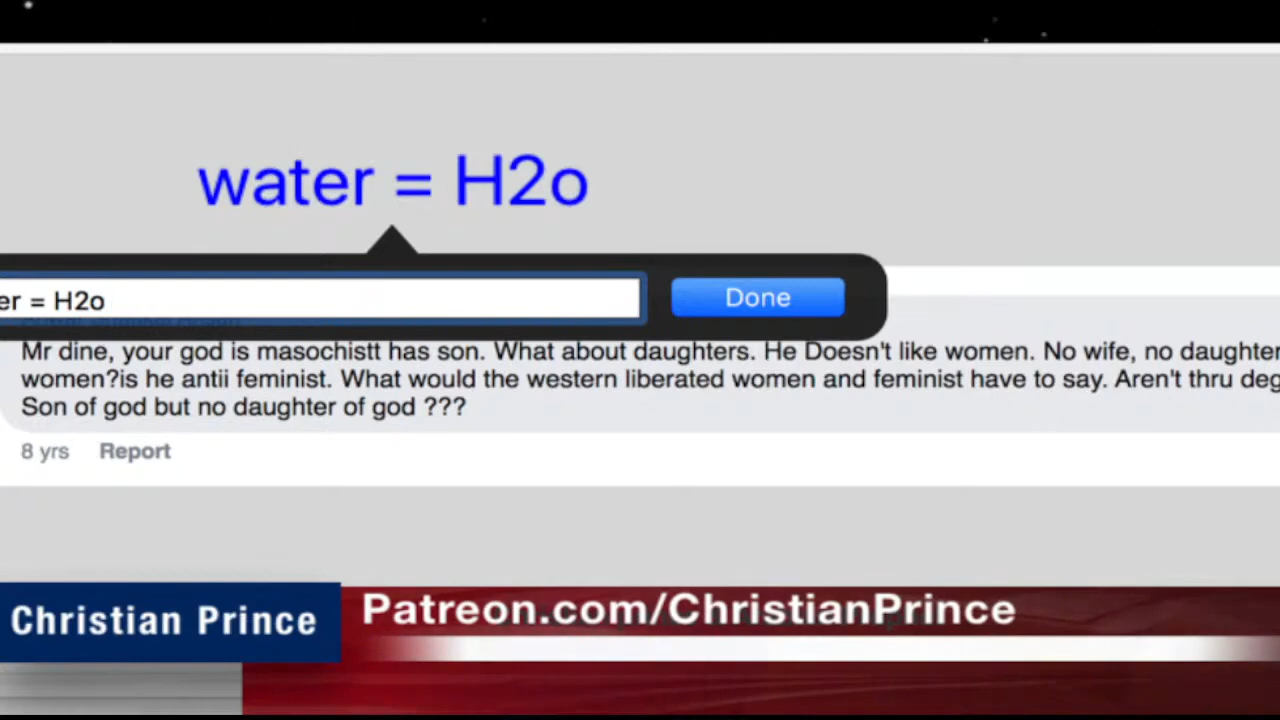 water = H2o
er = H2o
Done
Mr dine, your god is masochistt has son. What about daughters. He Doesn't like women. No wife, no daughter
women?is he antii feminist. What would the western liberated women and feminist have to say. Aren't thru deg
Son of god but no daughter of god ???
8 yrs Report
Christian Prince
Patreon.com/ChristianPrince